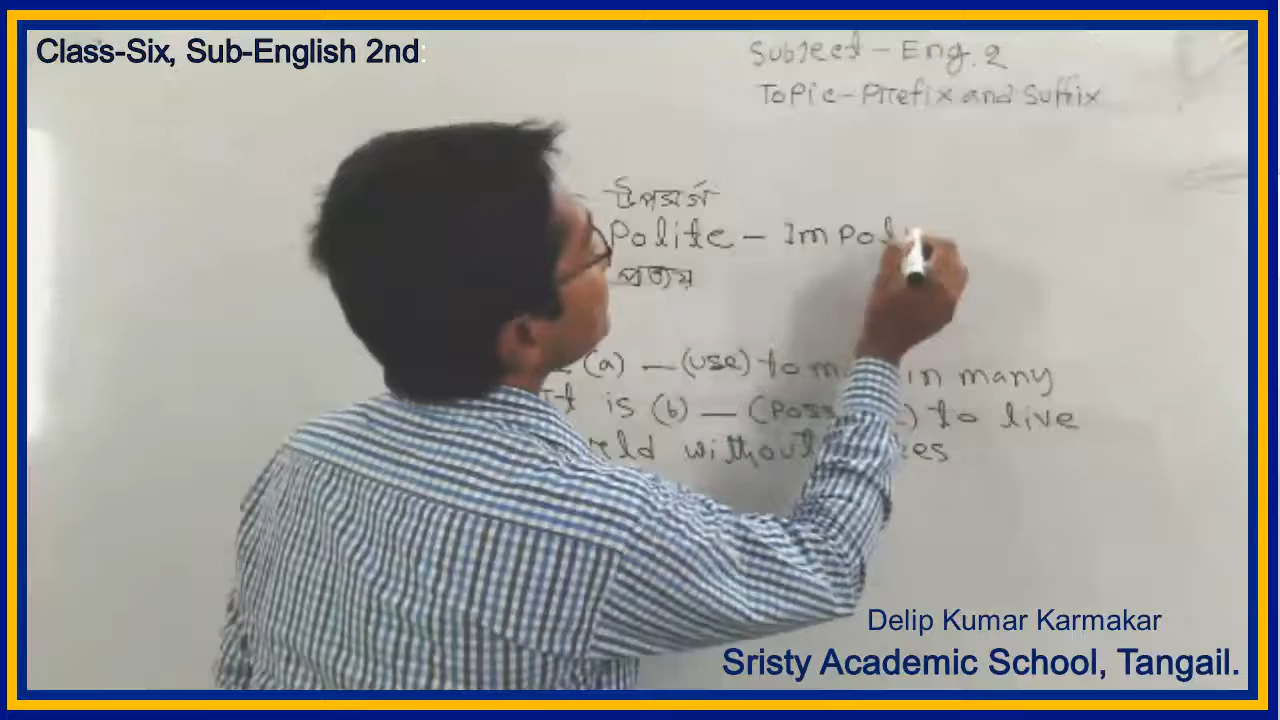 Class-Six, Sub-English 2nd:
Subject - Eng. 2
Topic - Prefix and Suffix
উপসর্গ
Polite - Impol
প্রত্যয়
(a) — (use) to in many
It is (b) — to live
without
Delip Kumar Karmakar
Sristy Academic School, Tangail.